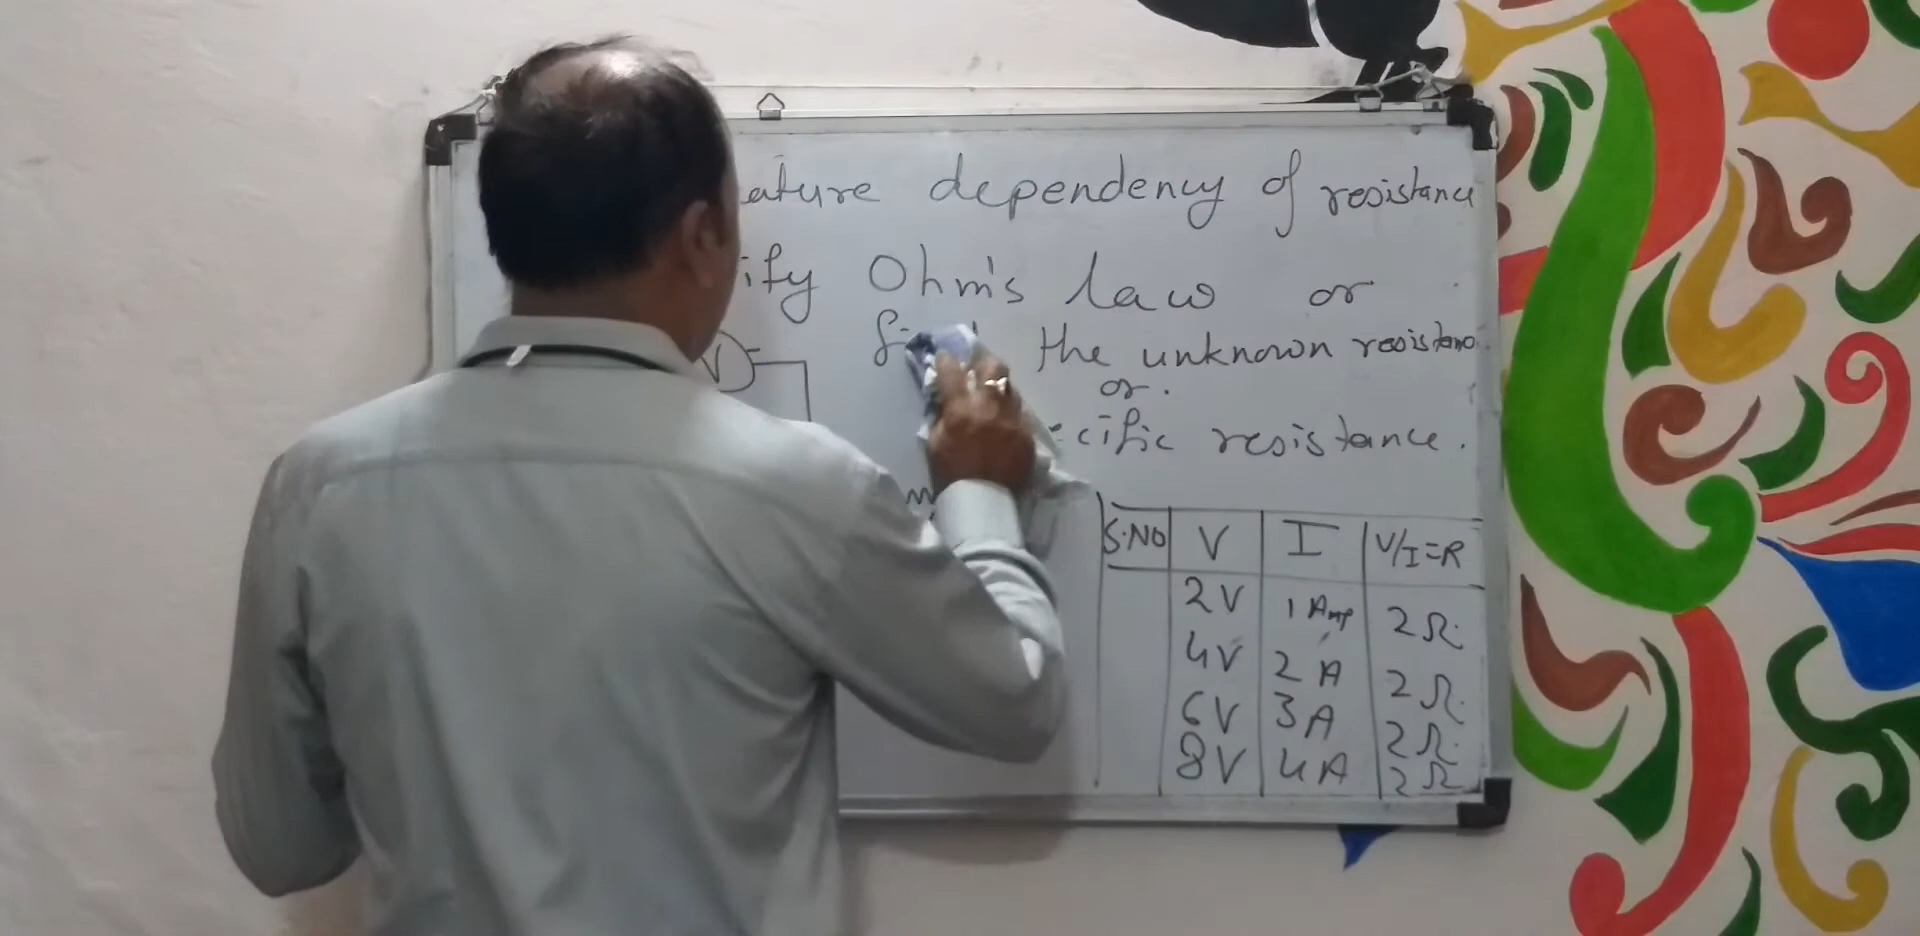 ature dependency of resistance
ify Ohm's law or
the unknown resistance
or.
cific resistance.
V
S.NO V I V/I=R
2V 1 Amp 2Ω
4V 2 A 2Ω
6V 3A 2Ω
8V 4A 2Ω